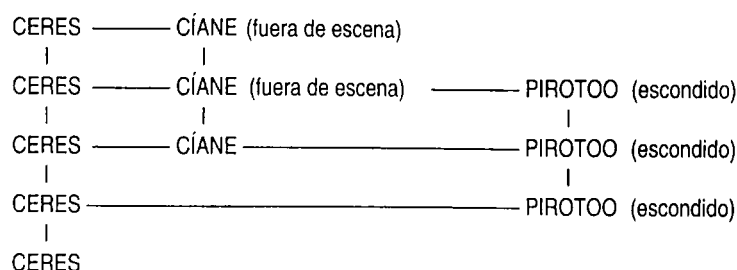 CERES CÍANE (fuera de escena)
CERES CÍANE (fuera de escena) PIROTOO (escondido)
CERES CÍANE PIROTOO (escondido)
CERES PIROTOO (escondido)
CERES